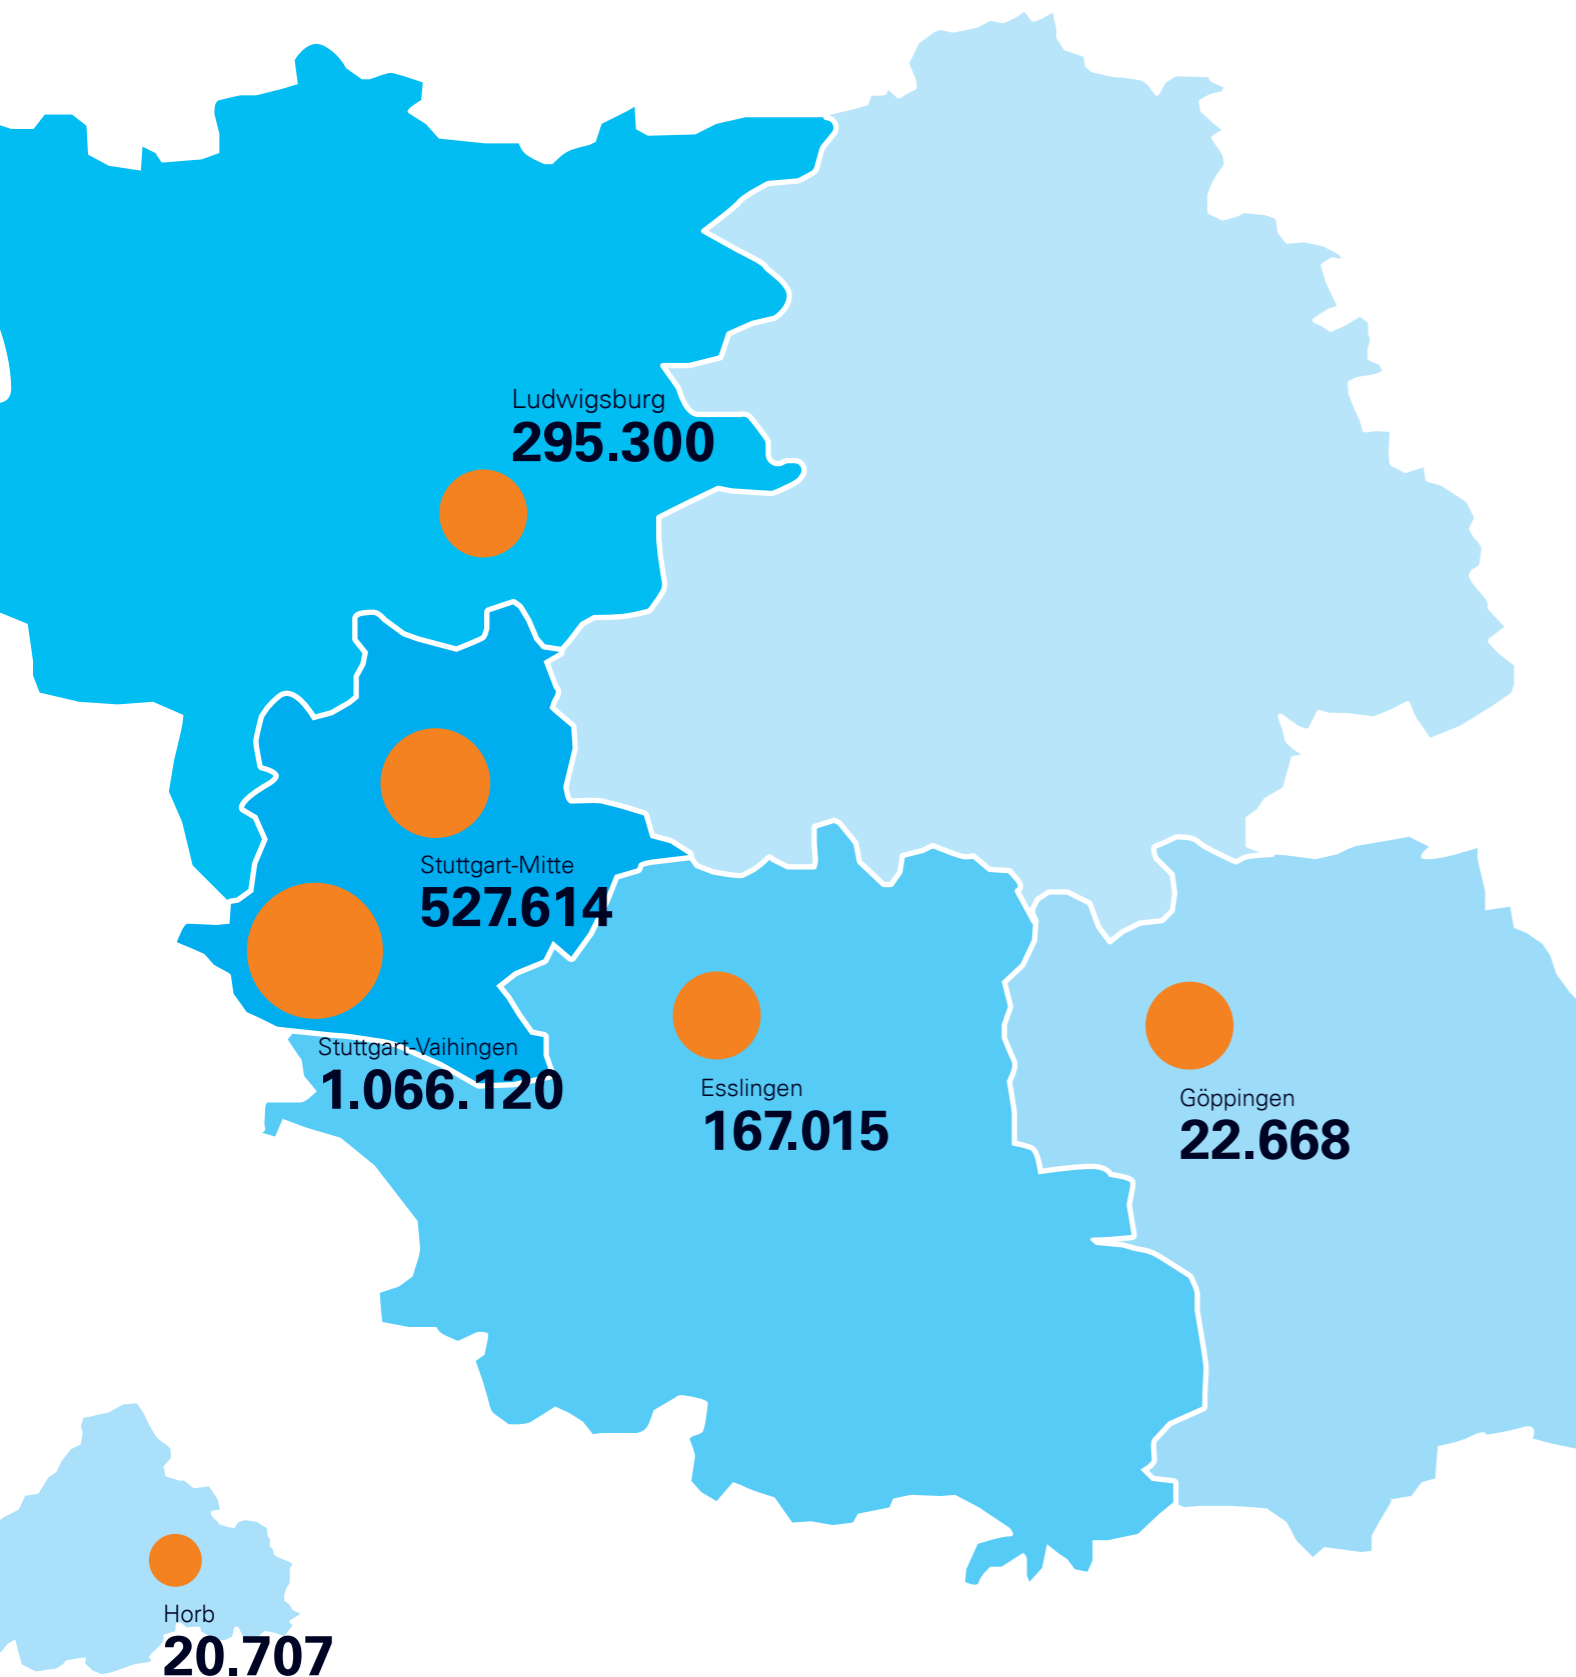 Ludwigsburg
295.300
Stuttgart-Mitte
527.614
Stuttgart-Vaihingen
1.066.120
Esslingen
167.015
Göppingen
22.668
Horb
20.707